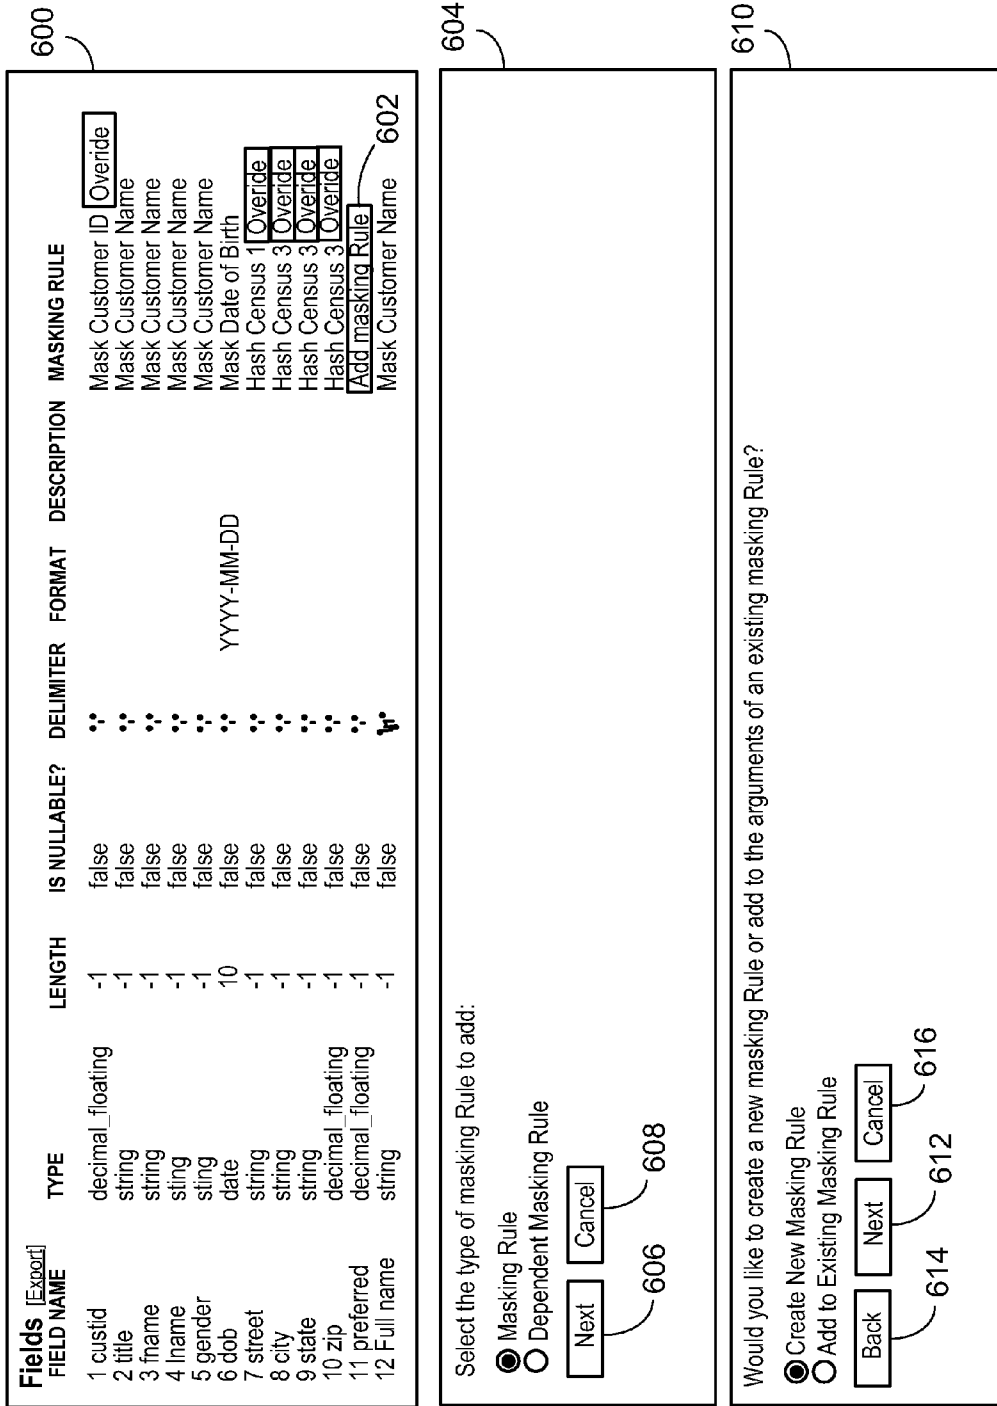 600
Fields [Export]
FIELD NAME TYPE LENGTH IS NULLABLE? DELIMITER FORMAT DESCRIPTION MASKING RULE
1 custid decimal_floating -1 false Mask Customer ID Overide
2 title string -1 false Mask Customer Name
3 fname string -1 false Mask Customer Name
4 lname sting -1 false Mask Customer Name
5 gender sting -1 false Mask Customer Name
6 dob date 10 false YYYY-MM-DD Mask Date of Birth
7 street string -1 false Hash Census 1 Overide
8 city string -1 false Hash Census 3 Overide
9 state string -1 false Hash Census 3 Overide
10 zip decimal_floating -1 false Hash Census 3 Overide
11 preferred decimal_floating -1 false Add masking Rule
12 Full name string -1 false Mask Customer Name
602
604
Select the type of masking Rule to add:
Masking Rule
Dependent Masking Rule
Next Cancel
606 608
610
Would you like to create a new masking Rule or add to the arguments of an existing masking Rule?
Create New Masking Rule
Add to Existing Masking Rule
Back Next Cancel
614 612 616